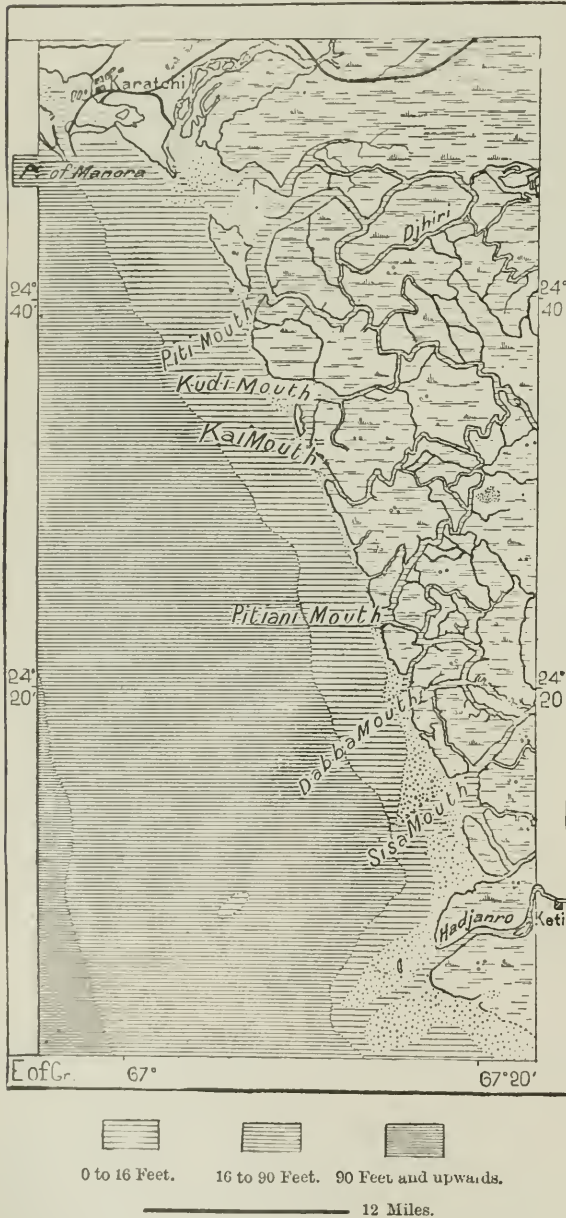 Karatchi
Pt. of Manora
Djhiri
24°
40'
24°
40
Piti-Mouth
Kudi-Mouth
Kai Mouth
Pitiani Mouth
24°
20'
24°
20
Dabba Mouth
Sisa Mouth
Hadjanro
Keti
E of Gr.
67°
67°20'
0 to 16 Feet.
16 to 90 Feet.
90 Feet and upwards.
12 Miles.